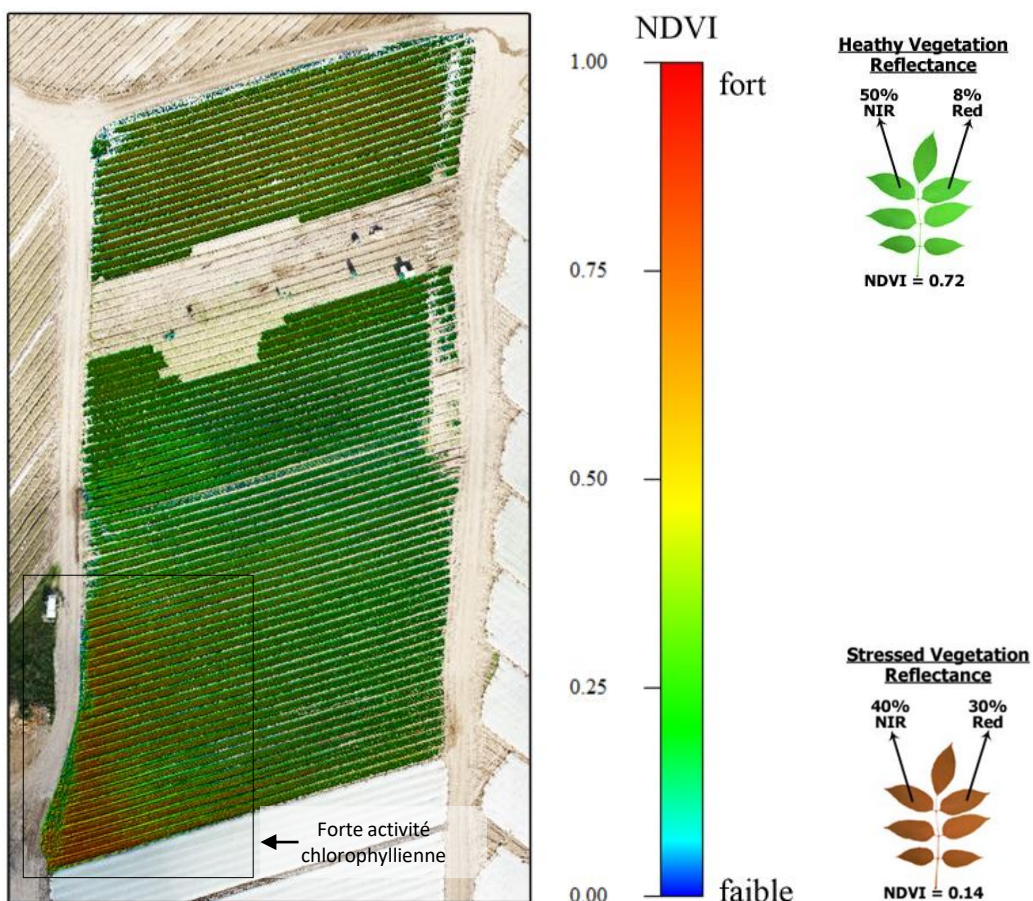 NDVI
1.00
fort
0.75
0.50
0.25
0.00
faible
Forte activité
chlorophyllienne
Heathy Vegetation
Reflectance
50%
NIR
8%
Red
NDVI = 0.72
Stressed Vegetation
Reflectance
40%
NIR
30%
Red
NDVI = 0.14